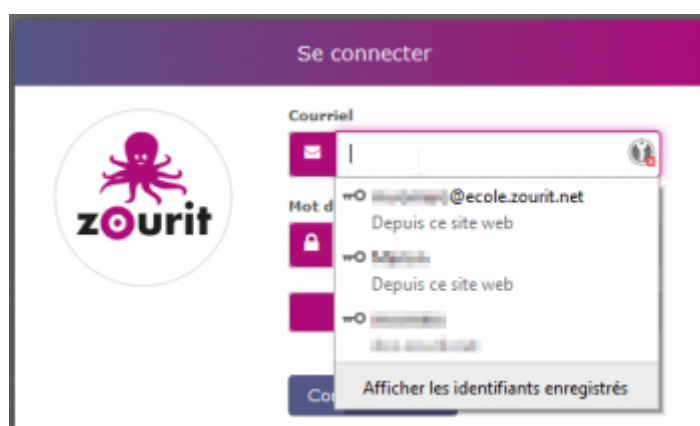 Se connecter
Courriel
zourit
@ecole.zourit.net
Mot d
Depuis ce site web
Depuis ce site web
Afficher les identifiants enregistrés
Co